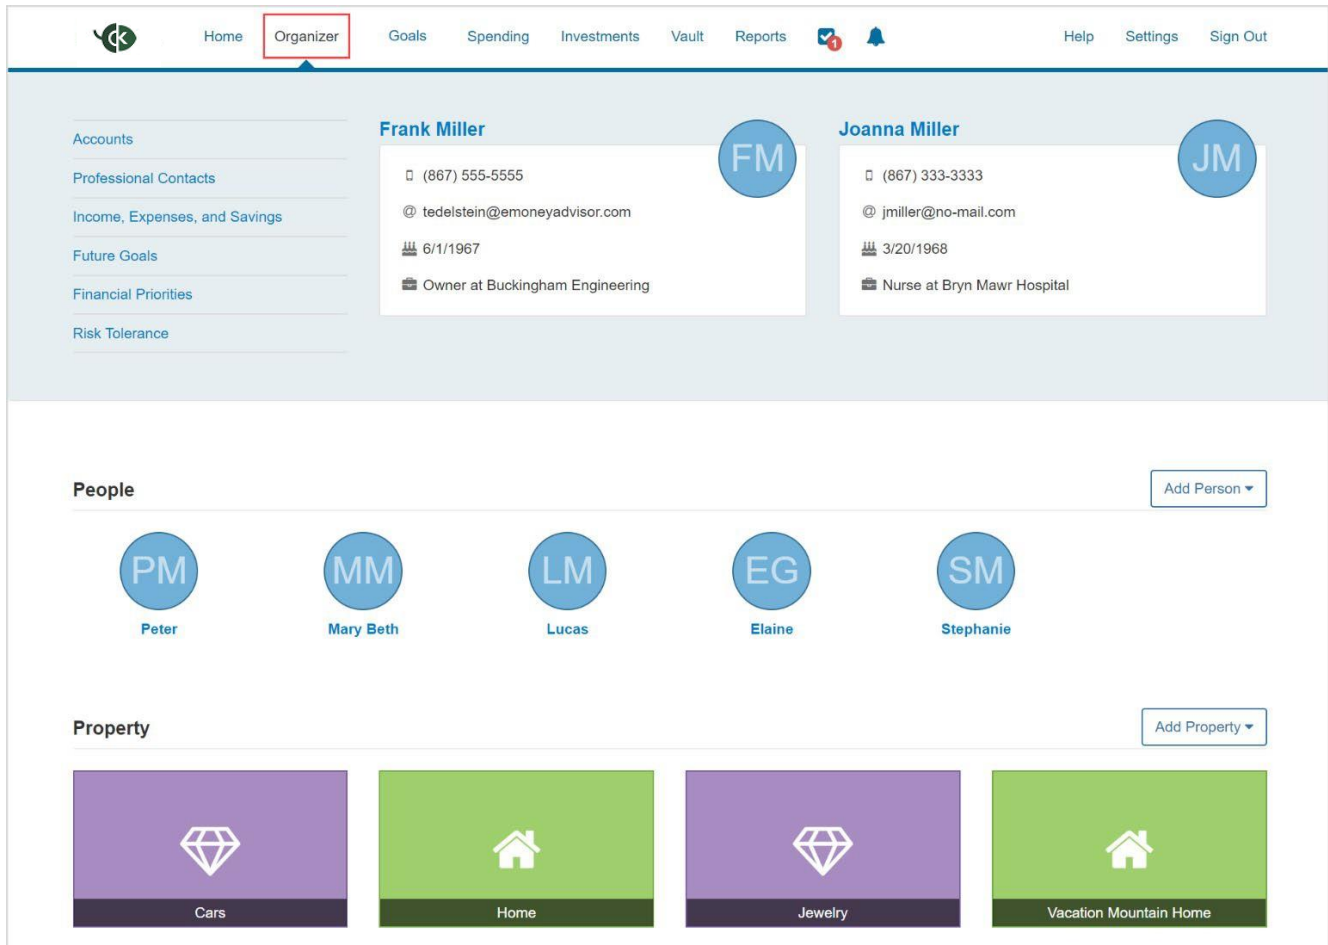 CK
Home Organizer Goals Spending Investments Vault Reports 1 Help Settings Sign Out
Accounts
Professional Contacts
Income, Expenses, and Savings
Future Goals
Financial Priorities
Risk Tolerance
Frank Miller
FM
(867) 555-5555
@ tedelstein@emoneyadvisor.com
6/1/1967
Owner at Buckingham Engineering
Joanna Miller
JM
(867) 333-3333
@ jmiller@no-mail.com
3/20/1968
Nurse at Bryn Mawr Hospital
People
Add Person
PM MM LM EG SM
Peter Mary Beth Lucas Elaine Stephanie
Property
Add Property
Cars Home Jewelry Vacation Mountain Home